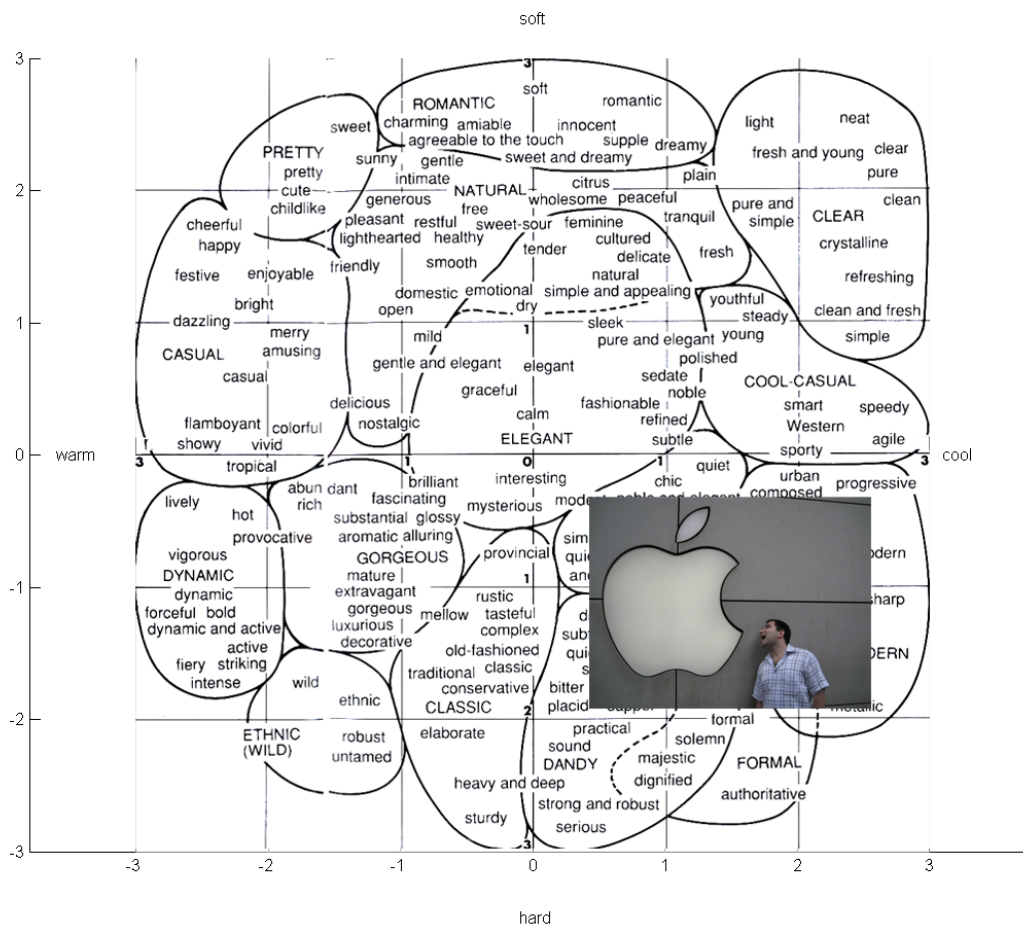 soft
3
3
soft
ROMANTIC
romantic
charming amiable
innocent
light
neat
sweet
agreeable to the touch
supple
dreamy
PRETTY
sunny
gentle
sweet and dreamy
fresh and young
clear
pretty
intimate
plain
pure
2
cute
NATURAL
citrus
childlike
generous
wholesome
peaceful
clean
free
pure and
simple
CLEAR
cheerful
pleasant
restful
sweet-sour
feminine
tranquil
happy
lighthearted
healthy
cultured
crystalline
tender
delicate
fresh
festive
enjoyable
friendly
smooth
natural
refreshing
bright
domestic
emotional
simple and appealing
youthful
open
dry
steady
clean and fresh
1
dazzling
1
sleek
merry
mild
pure and elegant
young
simple
CASUAL
amusing
gentle and elegant
elegant
polished
casual
graceful
sedate
COOL-CASUAL
delicious
noble
calm
fashionable
smart
speedy
flamboyant
colorful
nostalgic
refined
Western
showy
vivid
ELEGANT
subtle
agile
sporty
0
warm
3
1
0
1
3
cool
tropical
quiet
brilliant
interesting
chic
urban
lively
abun dant
fascinating
composed
progressive
rich
mysterious
hot
substantial glossy
provocative
aromatic alluring
vigorous
GORGEOUS
provincial
DYNAMIC
mature
1
-1
dynamic
extravagant
rustic
forceful bold
gorgeous
mellow
tasteful
dynamic and active
luxurious
complex
active
decorative
old-fashioned
fiery striking
classic
intense
wild
traditional
conservative
bitter
ethnic
CLASSIC
2
placid
metallic
-2
formal
ETHNIC
(WILD)
robust
elaborate
practical
solemn
untamed
sound
majestic
DANDY
FORMAL
heavy and deep
dignified
strong and robust
authoritative
sturdy
serious
3
-3
-3
-2
-1
0
1
2
3
hard